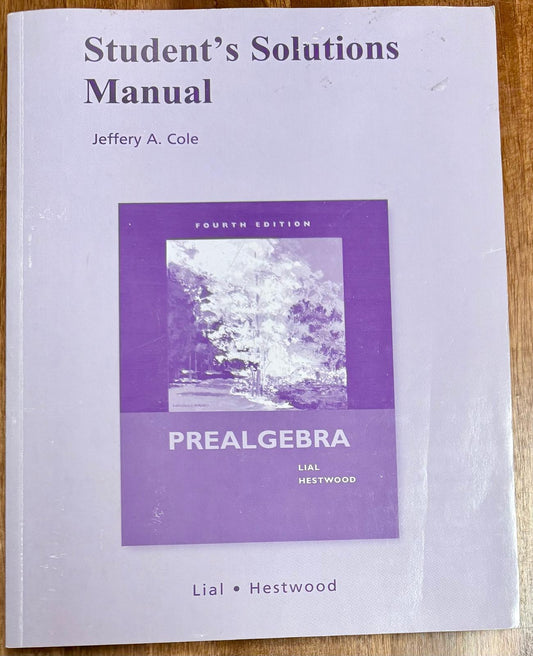 Student's Solutions
Manual
Jeffery A. Cole
FOURTH EDITION
PREALGEBRA
LIAL
HESTWOOD
Lial • Hestwood